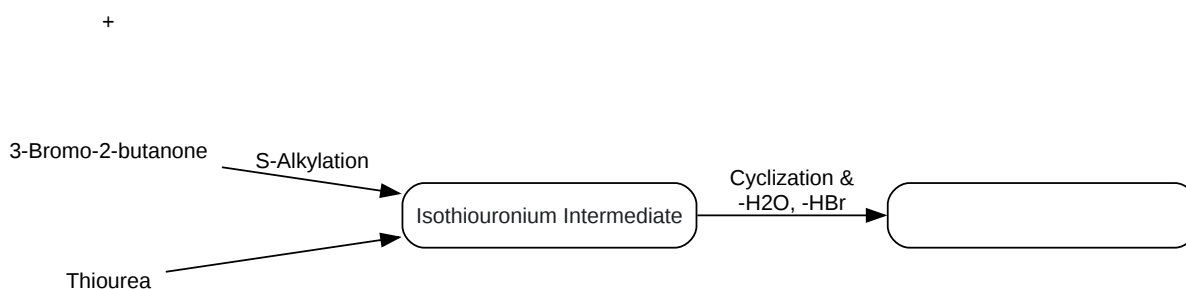 +
3-Bromo-2-butanone
S-Alkylation
Thiourea
Isothiouronium Intermediate
Cyclization &
-H2O, -HBr